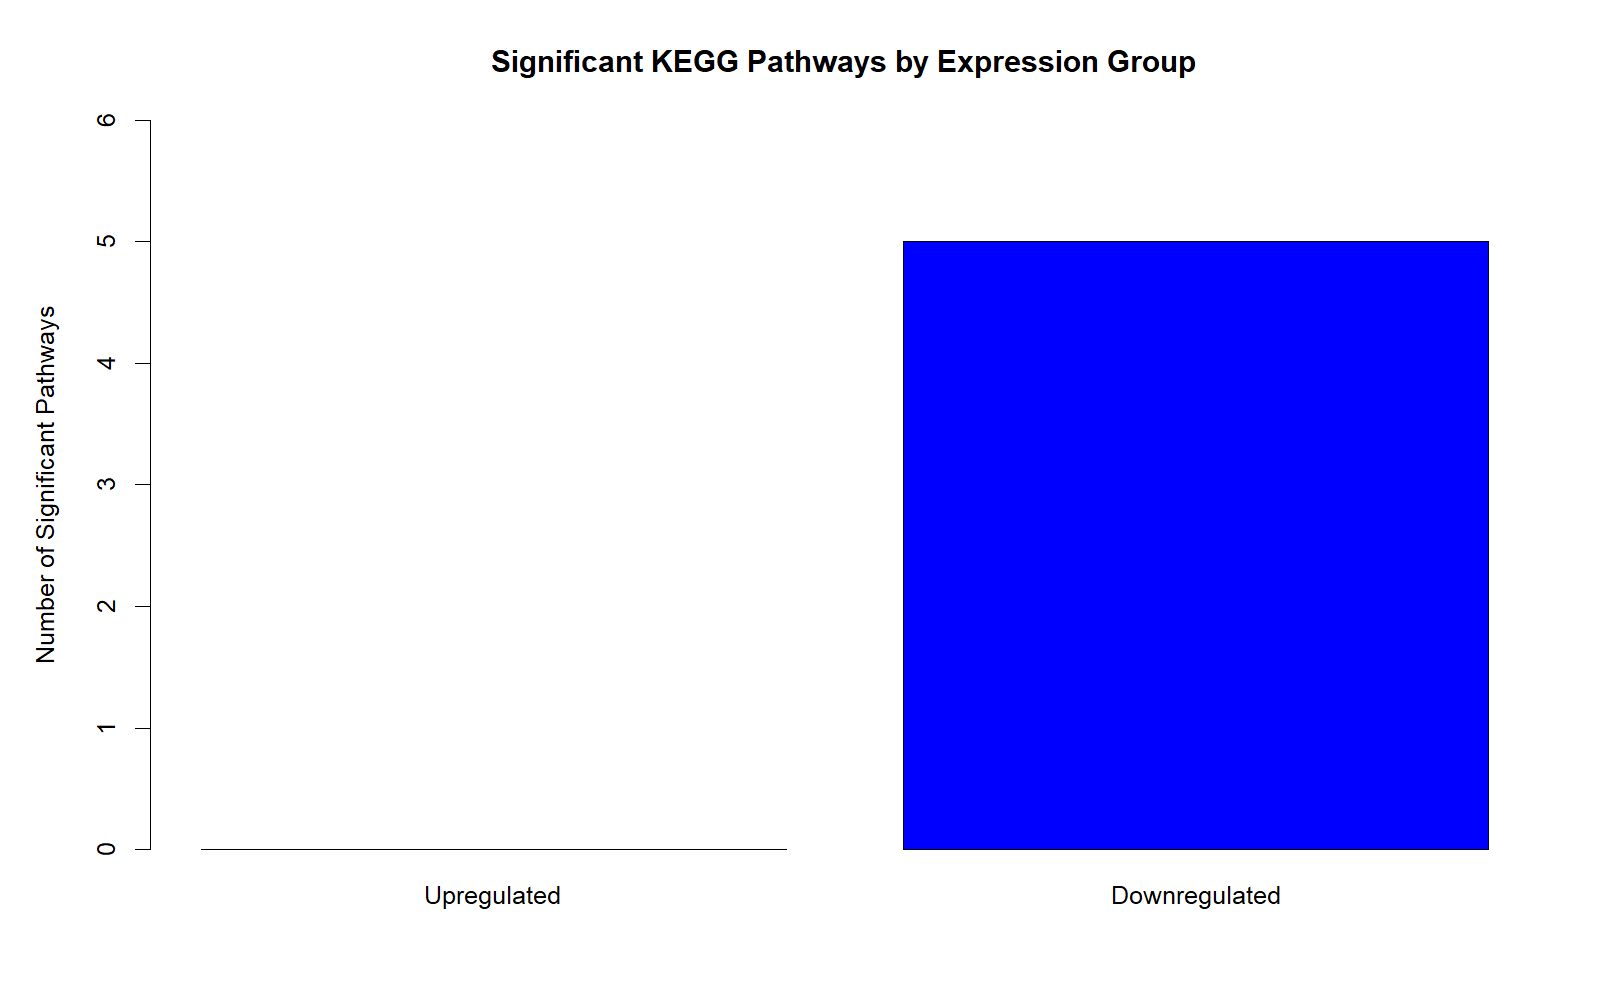 Significant KEGG Pathways by Expression Group
Number of Significant Pathways
6
5
4
3
2
1
0
Upregulated
Downregulated